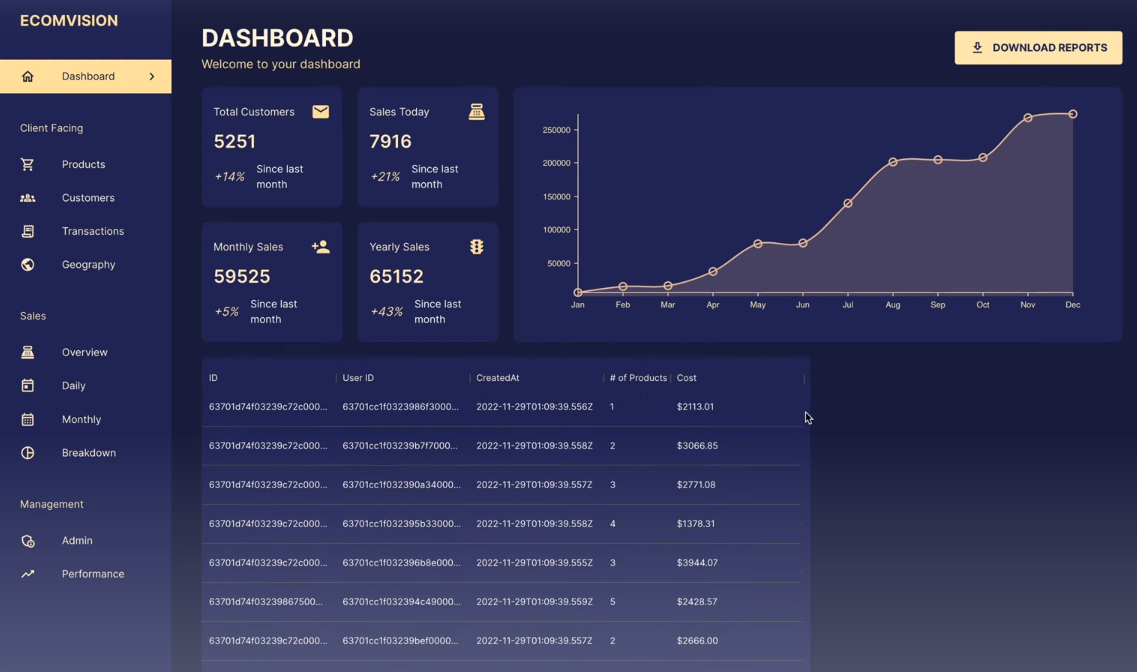 ECOMVISION
Dashboard
Client Facing
Products
Customers
Transactions
Geography
Sales
Overview
Daily
Monthly
Breakdown
Management
Admin
Performance
DASHBOARD
Welcome to your dashboard
DOWNLOAD REPORTS
Total Customers
5251
+14% Since last
month
Sales Today
7916
+21% Since last
month
Monthly Sales
59525
+5% Since last
month
Yearly Sales
65152
+43% Since last
month
250000
200000
150000
100000
50000
Jan Feb Mar Apr May Jun Jul Aug Sep Oct Nov Dec
ID User ID CreatedAt # of Products Cost
63701d74f03239c72c000... 63701cc1f0323986f3000... 2022-11-29T01:09:39.556Z 1 $2113.01
63701d74f03239c72c000... 63701cc1f03239b7f7000... 2022-11-29T01:09:39.558Z 2 $3066.85
63701d74f03239c72c000... 63701cc1f032390a34000... 2022-11-29T01:09:39.557Z 3 $2771.08
63701d74f03239c72c000... 63701cc1f032395b33000... 2022-11-29T01:09:39.558Z 4 $1378.31
63701d74f03239c72c000... 63701cc1f032396b8e000... 2022-11-29T01:09:39.555Z 3 $3944.07
63701d74f03239867500... 63701cc1f032394c49000... 2022-11-29T01:09:39.559Z 5 $2428.57
63701d74f03239c72c000... 63701cc1f03239bef0000... 2022-11-29T01:09:39.557Z 2 $2666.00